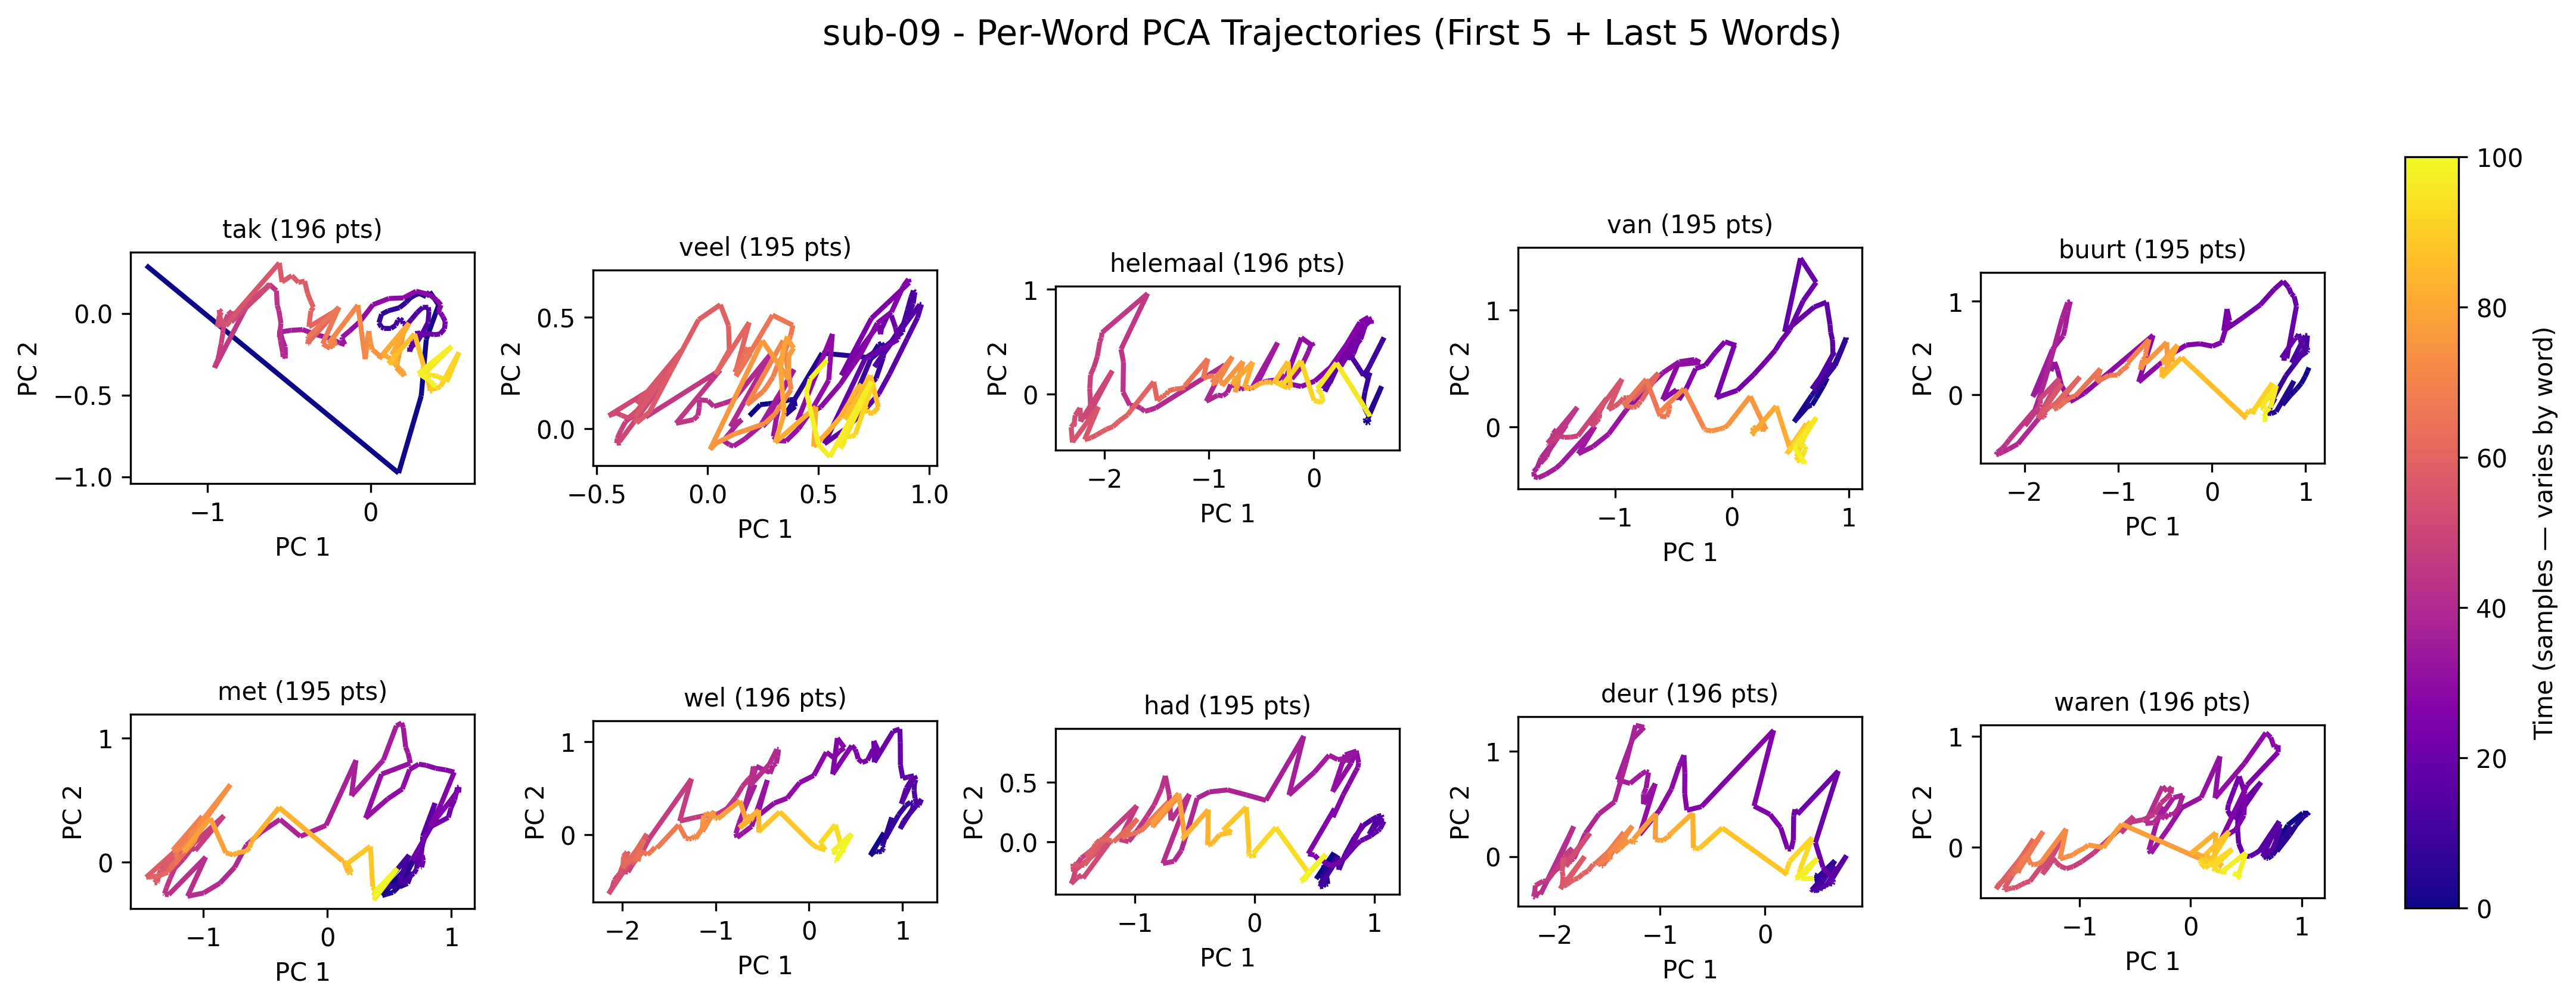 sub-09 - Per-Word PCA Trajectories (First 5 + Last 5 Words)
tak (196 pts)
0.0
−0.5
−1.0
PC 2
−1
0
PC 1
veel (195 pts)
0.5
0.0
PC 2
−0.5
0.0
0.5
1.0
PC 1
helemaal (196 pts)
1
0
PC 2
−2
−1
0
PC 1
van (195 pts)
1
0
PC 2
−1
0
1
PC 1
buurt (195 pts)
1
0
PC 2
−2
−1
0
1
PC 1
met (195 pts)
1
0
PC 2
−1
0
1
PC 1
wel (196 pts)
1
0
PC 2
−2
−1
0
1
PC 1
had (195 pts)
0.5
0.0
PC 2
−1
0
1
PC 1
deur (196 pts)
1
0
PC 2
−2
−1
0
PC 1
waren (196 pts)
1
0
PC 2
−1
0
1
PC 1
100
80
60
40
20
0
Time (samples — varies by word)